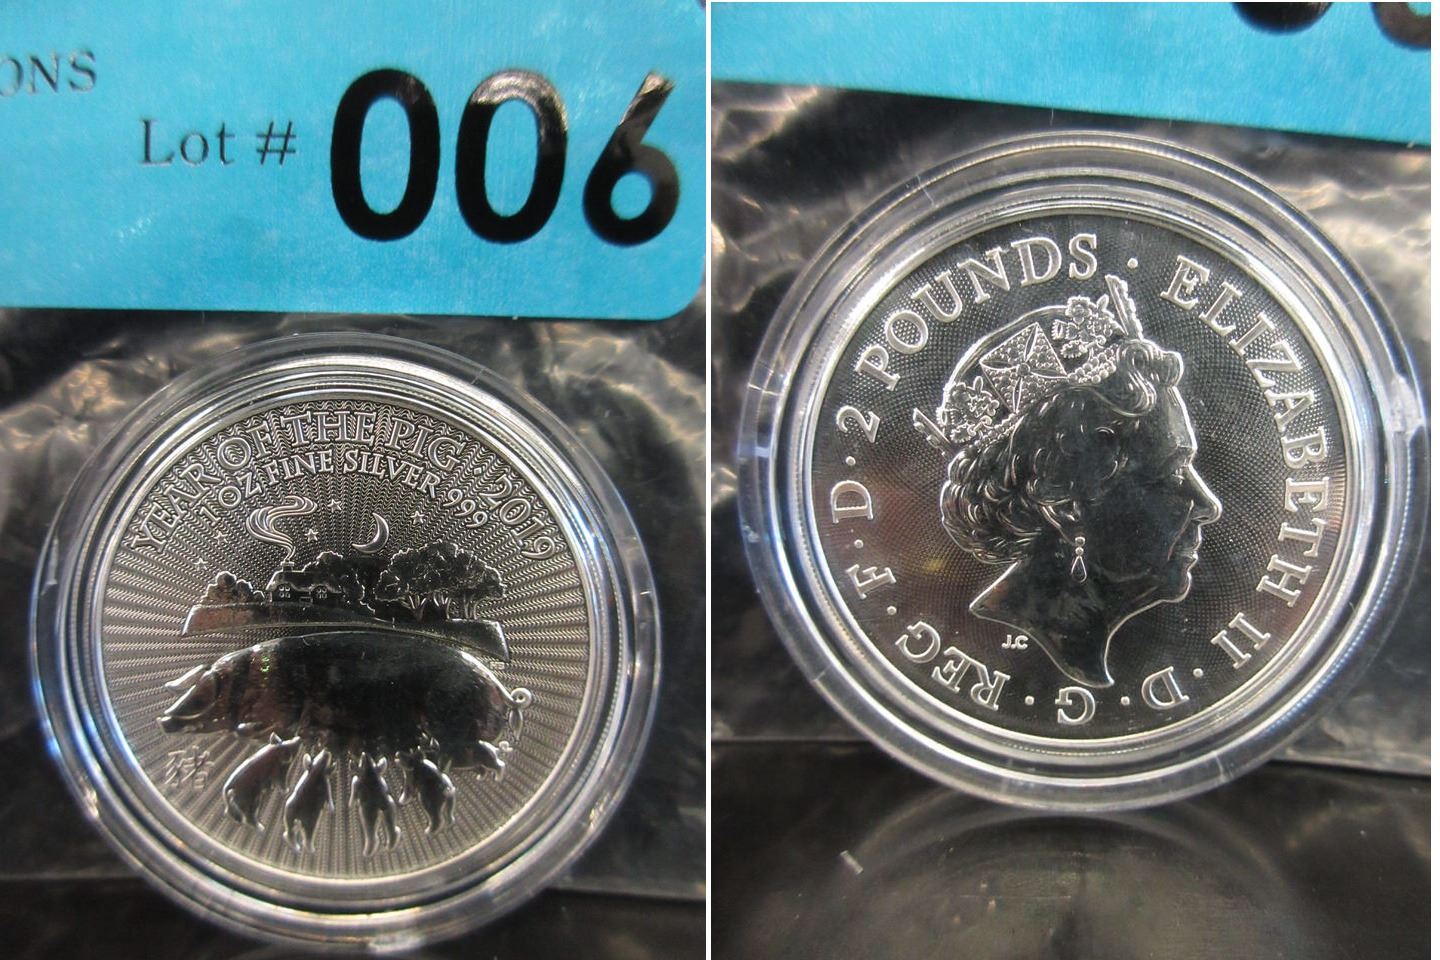 ONS
Lot # 006
YEAR OF THE PIG · 2019
1 OZ FINE SILVER 999
猪
2 POUNDS · ELIZABETH II · D · G · REG · F · D ·
J.C